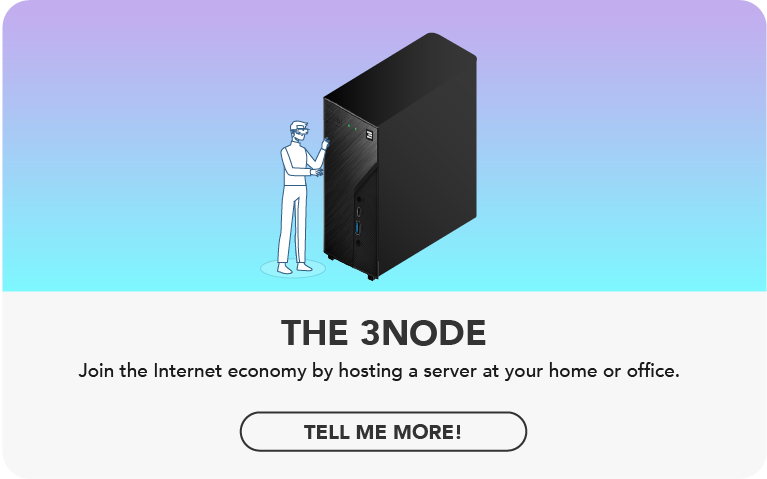 THE 3NODE
Join the Internet economy by hosting a server at your home or office.
TELL ME MORE!